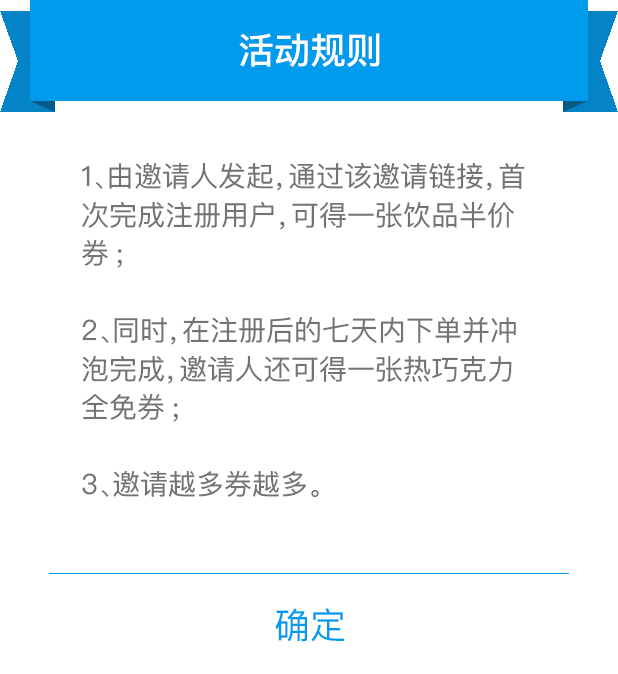 活动规则
1、由邀请人发起,通过该邀请链接,首
次完成注册用户,可得一张饮品半价
券;
2、同时,在注册后的七天内下单并冲
泡完成,邀请人还可得一张热巧克力
全免券;
3、邀请越多券越多。
确定